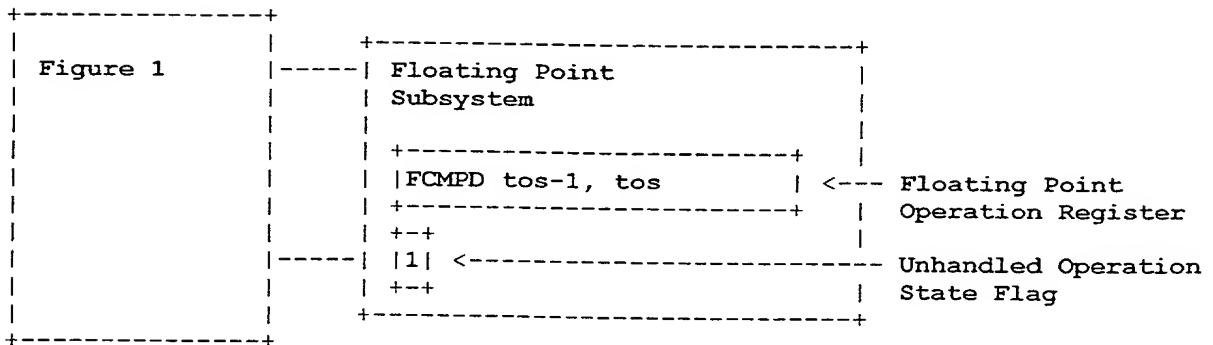 Figure 1
Floating Point
Subsystem
FCMPD tos-1, tos
<--- Floating Point
Operation Register
1
<------------------------- Unhandled Operation
State Flag